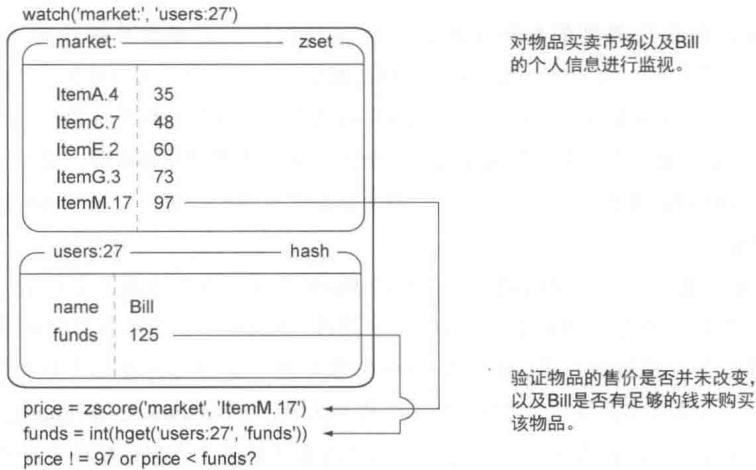 watch('market:', 'users:27')
market: zset
ItemA.4 35
ItemC.7 48
ItemE.2 60
ItemG.3 73
ItemM.17 97
users:27 hash
name Bill
funds 125
price = zscore('market', 'ItemM.17')
funds = int(hget('users:27', 'funds'))
price ! = 97 or price < funds?
对物品买卖市场以及Bill
的个人信息进行监视。
验证物品的售价是否并未改变，
以及Bill是否有足够的钱来购买
该物品。